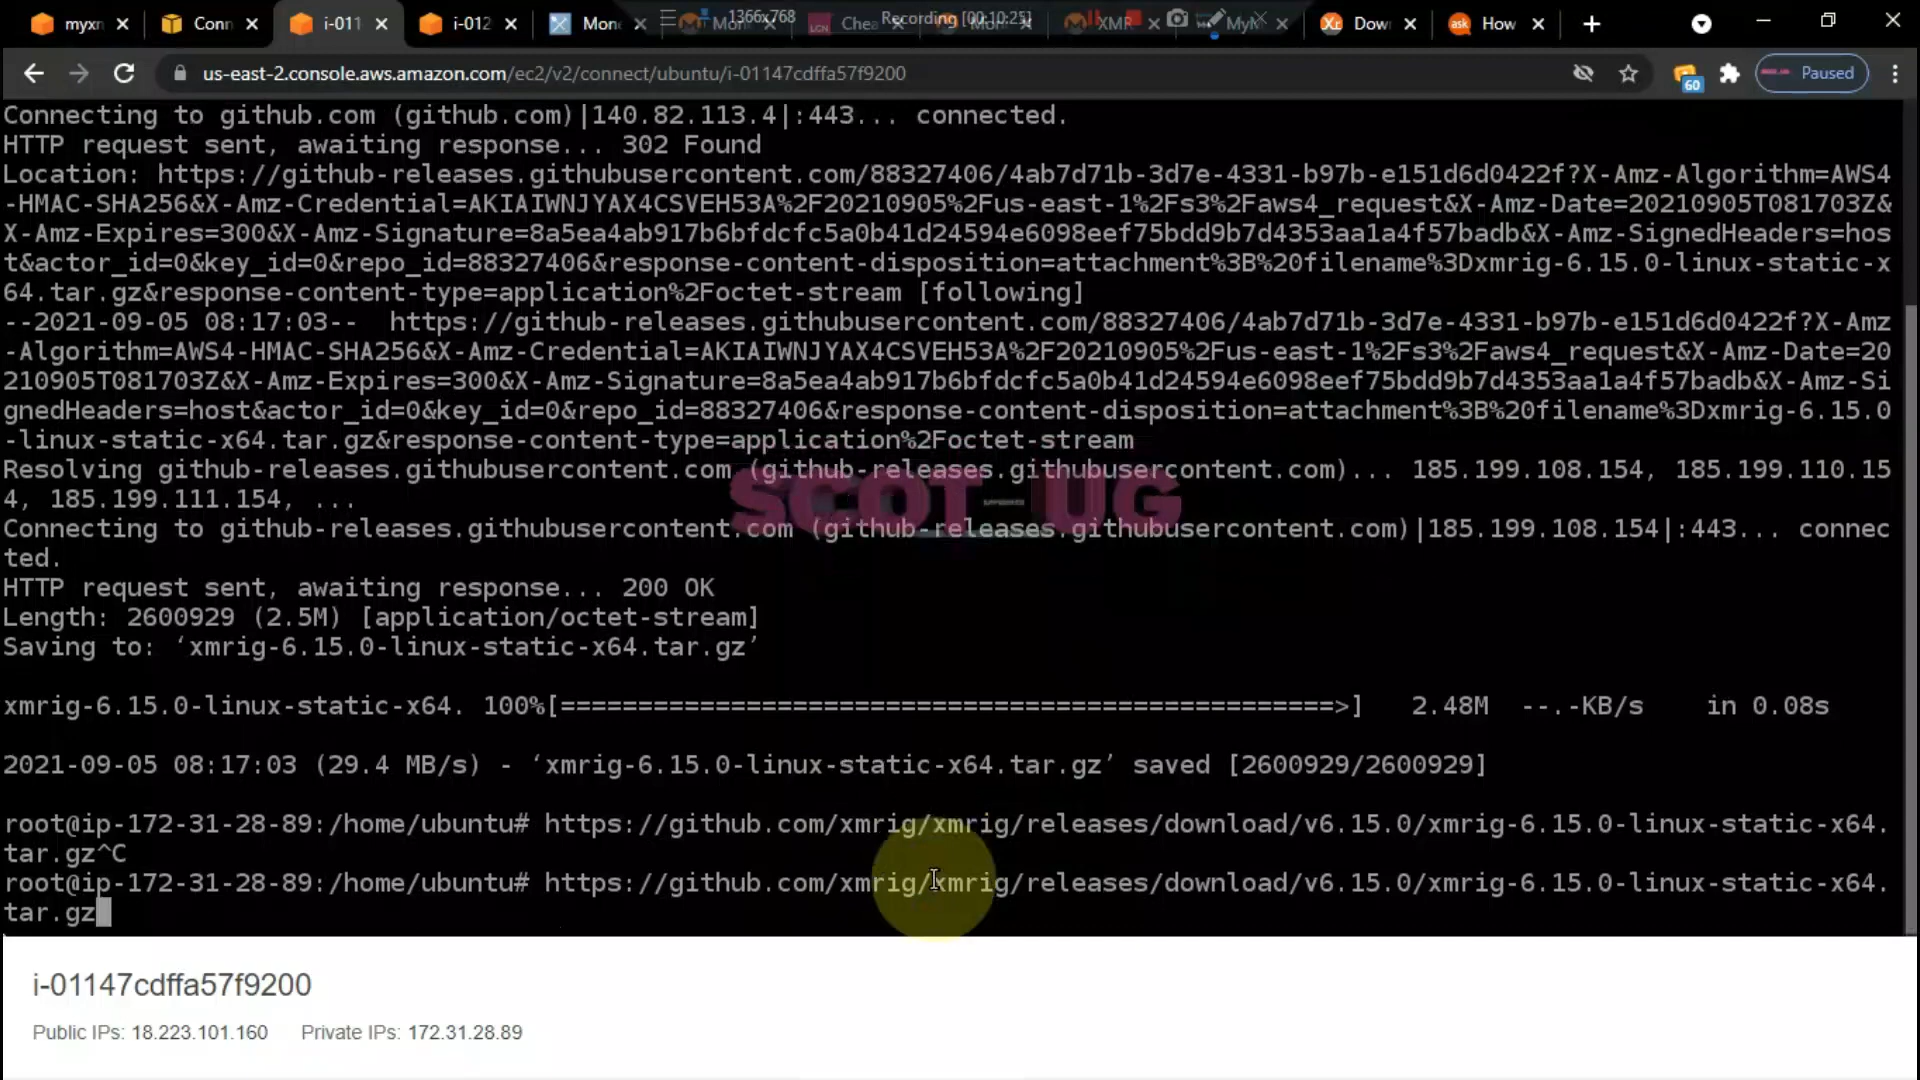 myxn
Conn
i-011
i-012
Mon
1366x768
Recording [00:10:25]
LCN
Chea
XMR
MyM
Xr
Dow
ask
How
us-east-2.console.aws.amazon.com/ec2/v2/connect/ubuntu/i-01147cdffa57f9200
60
Paused
Connecting to github.com (github.com)|140.82.113.4|:443... connected.
HTTP request sent, awaiting response... 302 Found
Location: https://github-releases.githubusercontent.com/88327406/4ab7d71b-3d7e-4331-b97b-e151d6d0422f?X-Amz-Algorithm=AWS4
-HMAC-SHA256&X-Amz-Credential=AKIAIWNJYAX4CSVEH53A%2F20210905%2Fus-east-1%2Fs3%2Faws4_request&X-Amz-Date=20210905T081703Z&
X-Amz-Expires=300&X-Amz-Signature=8a5ea4ab917b6bfdcfc5a0b41d24594e6098eef75bdd9b7d4353aa1a4f57badb&X-Amz-SignedHeaders=hos
t&actor_id=0&key_id=0&repo_id=88327406&response-content-disposition=attachment%3B%20filename%3Dxmrig-6.15.0-linux-static-x
64.tar.gz&response-content-type=application%2Foctet-stream [following]
--2021-09-05 08:17:03--  https://github-releases.githubusercontent.com/88327406/4ab7d71b-3d7e-4331-b97b-e151d6d0422f?X-Amz
-Algorithm=AWS4-HMAC-SHA256&X-Amz-Credential=AKIAIWNJYAX4CSVEH53A%2F20210905%2Fus-east-1%2Fs3%2Faws4_request&X-Amz-Date=20
210905T081703Z&X-Amz-Expires=300&X-Amz-Signature=8a5ea4ab917b6bfdcfc5a0b41d24594e6098eef75bdd9b7d4353aa1a4f57badb&X-Amz-Si
gnedHeaders=host&actor_id=0&key_id=0&repo_id=88327406&response-content-disposition=attachment%3B%20filename%3Dxmrig-6.15.0
-linux-static-x64.tar.gz&response-content-type=application%2Foctet-stream
Resolving github-releases.githubusercontent.com (github-releases.githubusercontent.com)... 185.199.108.154, 185.199.110.15
4, 185.199.111.154, ...
SCOT_UG
Connecting to github-releases.githubusercontent.com (github-releases.githubusercontent.com)|185.199.108.154|:443... connec
ted.
HTTP request sent, awaiting response... 200 OK
Length: 2600929 (2.5M) [application/octet-stream]
Saving to: ‘xmrig-6.15.0-linux-static-x64.tar.gz’
xmrig-6.15.0-linux-static-x64. 100%[==================================================>]   2.48M  --.-KB/s    in 0.08s
2021-09-05 08:17:03 (29.4 MB/s) - ‘xmrig-6.15.0-linux-static-x64.tar.gz’ saved [2600929/2600929]
root@ip-172-31-28-89:/home/ubuntu# https://github.com/xmrig/xmrig/releases/download/v6.15.0/xmrig-6.15.0-linux-static-x64.
tar.gz^C
root@ip-172-31-28-89:/home/ubuntu# https://github.com/xmrig/xmrig/releases/download/v6.15.0/xmrig-6.15.0-linux-static-x64.
tar.gz
i-01147cdffa57f9200
Public IPs: 18.223.101.160 Private IPs: 172.31.28.89